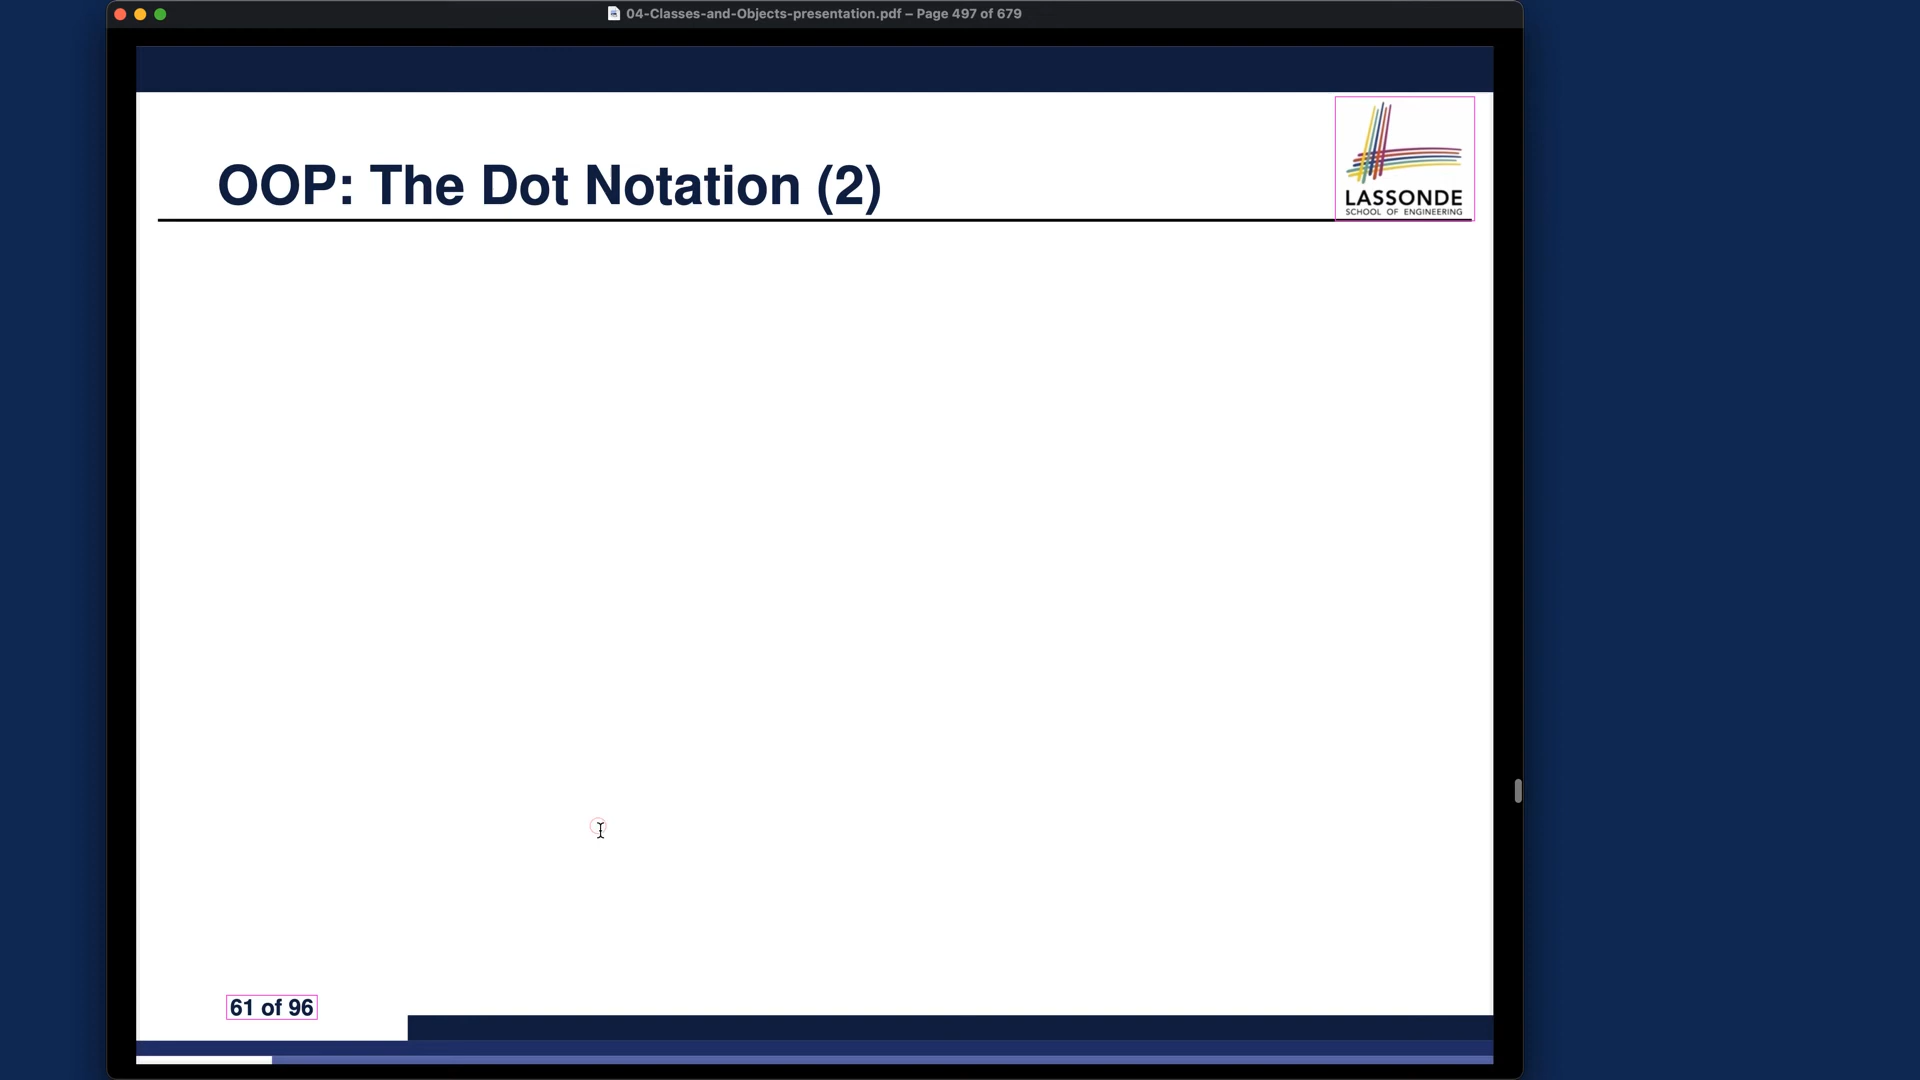 04-Classes-and-Objects-presentation.pdf – Page 497 of 679
OOP: The Dot Notation (2)
LASSONDE
SCHOOL OF ENGINEERING
61 of 96